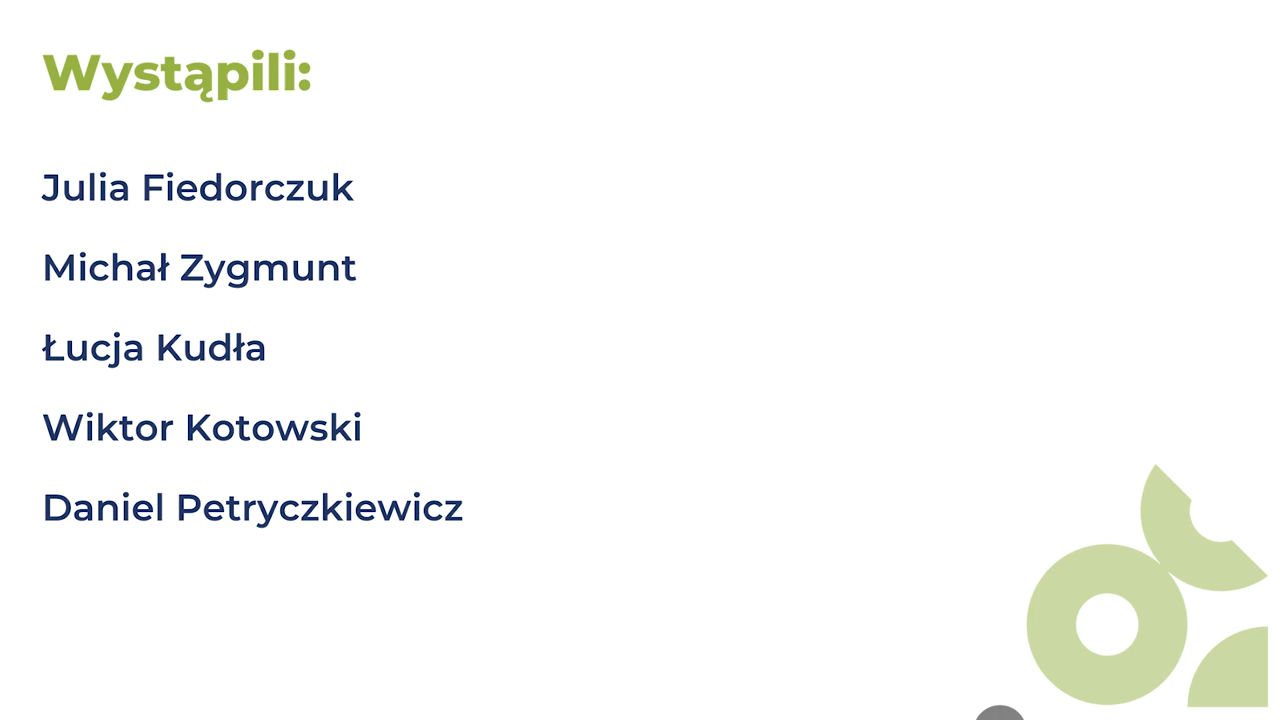 Wystąpili:
Julia Fiedorczuk
Michał Zygmunt
Łucja Kudła
Wiktor Kotowski
Daniel Petryczkiewicz